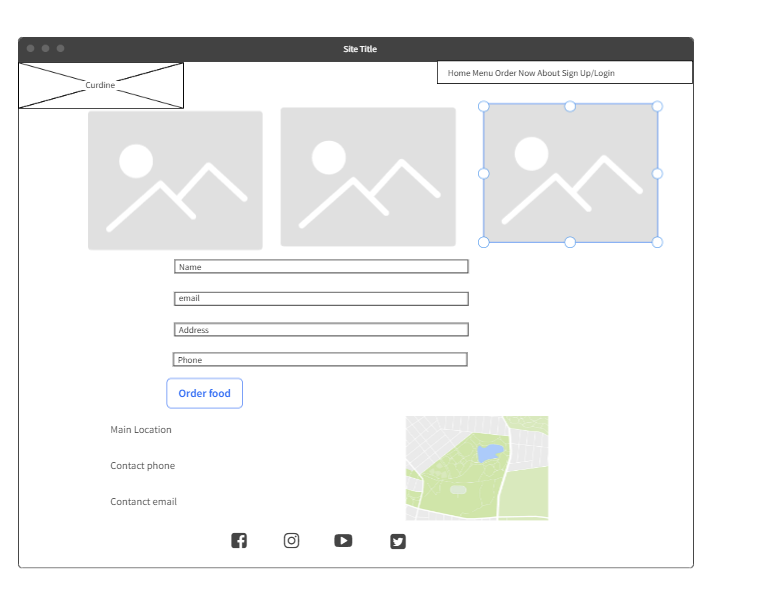 Site Title
Curdine
Home Menu Order Now About Sign Up/Login
Name
email
Address
Phone
Order food
Main Location
Contact phone
Contanct email